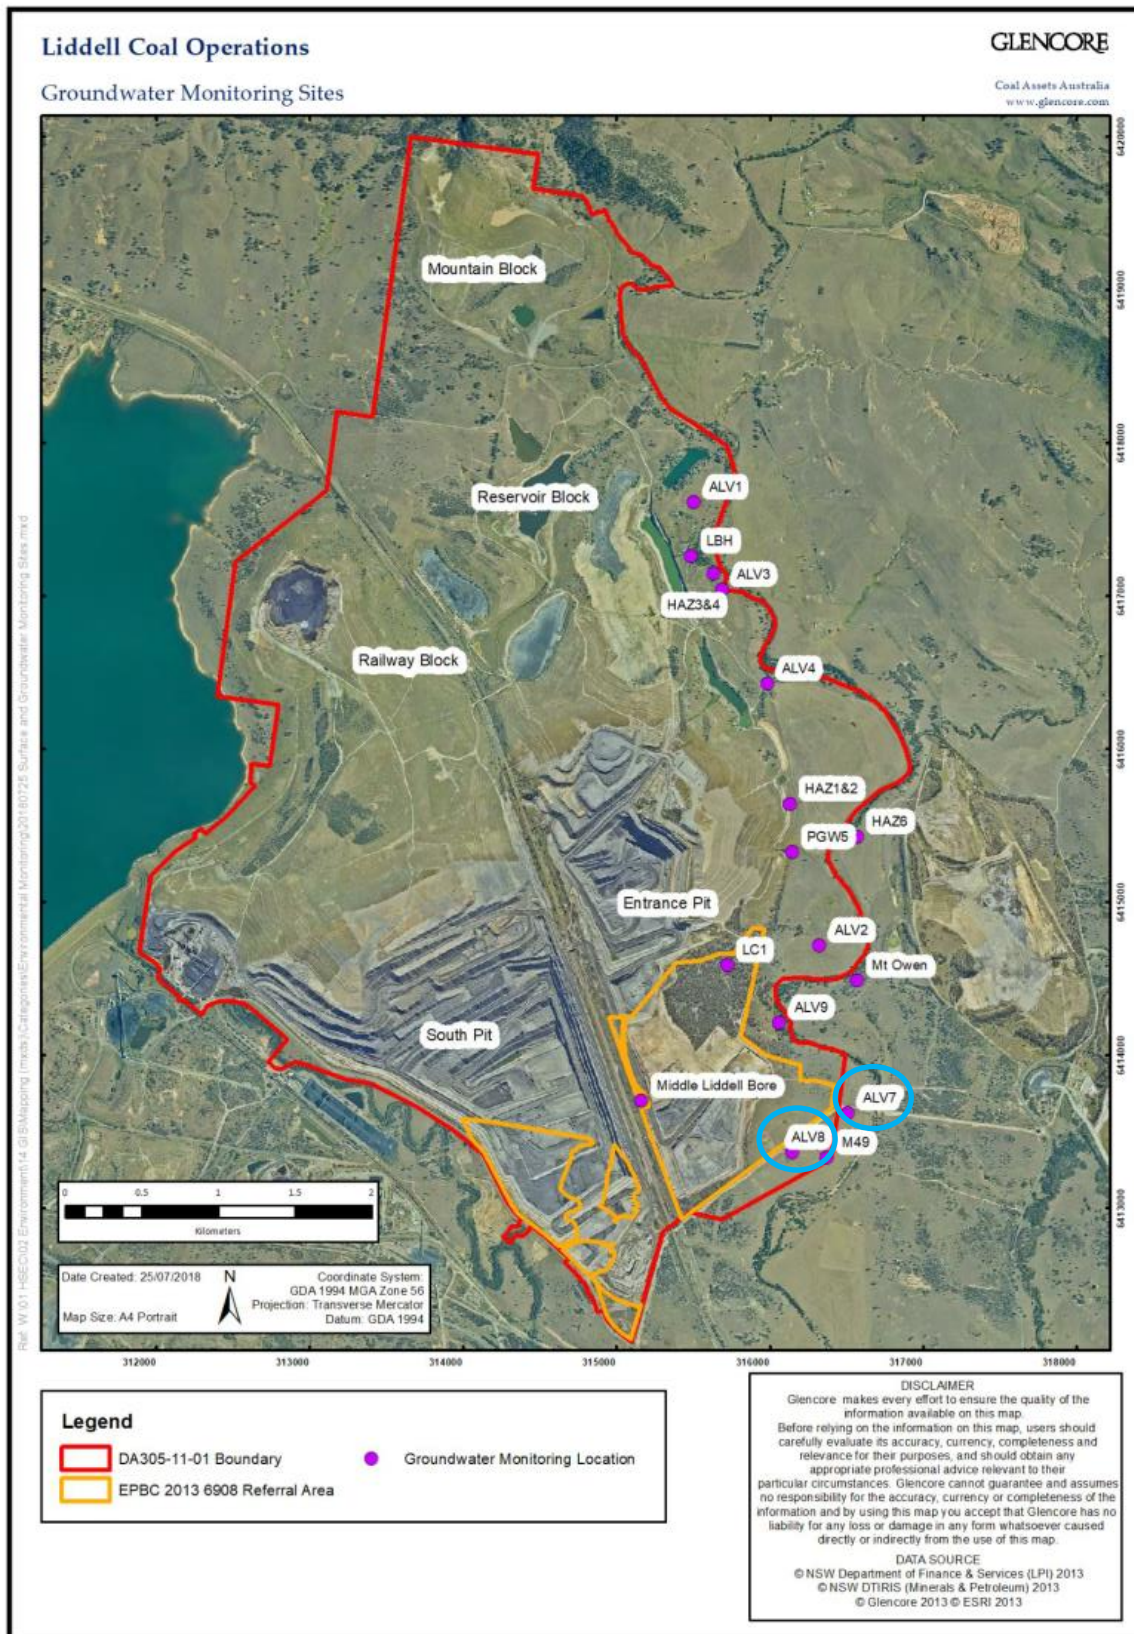 Liddell Coal Operations
GLENCORE
Groundwater Monitoring Sites
Coal Assets Australia
www.glencore.com
6420000
Mountain Block
6419000
6418000
ALV1
Reservoir Block
LBH
ALV3
HAZ3&4
6417000
Railway Block
ALV4
6416000
HAZ1&2
HAZ6
PGW5
Entrance Pit
6415000
ALV2
LC1
Mt Owen
ALV9
South Pit
6414000
Middle Liddell Bore
ALV7
ALV8
M49
6413000
0 0.5 1 1.5 2
Kilometers
Date Created: 25/07/2018
N
Coordinate System:
GDA 1994 MGA Zone 56
Projection: Transverse Mercator
Datum: GDA 1994
Map Size: A4 Portrait
312000 313000 314000 315000 316000 317000 318000
Legend
DA305-11-01 Boundary
Groundwater Monitoring Location
EPBC 2013 6908 Referral Area
DISCLAIMER
Glencore makes every effort to ensure the quality of the
information available on this map.
Before relying on the information on this map, users should
carefully evaluate its accuracy, currency, completeness and
relevance for their purposes, and should obtain any
appropriate professional advice relevant to their
particular circumstances. Glencore cannot guarantee and assumes
no responsibility for the accuracy, currency or completeness of the
information and by using this map you accept that Glencore has no
liability for any loss or damage in any form whatsoever caused
directly or indirectly from the use of this map.
DATA SOURCE
© NSW Department of Finance & Services (LPI) 2013
© NSW DTIRIS (Minerals & Petroleum) 2013
© Glencore 2013 © ESRI 2013